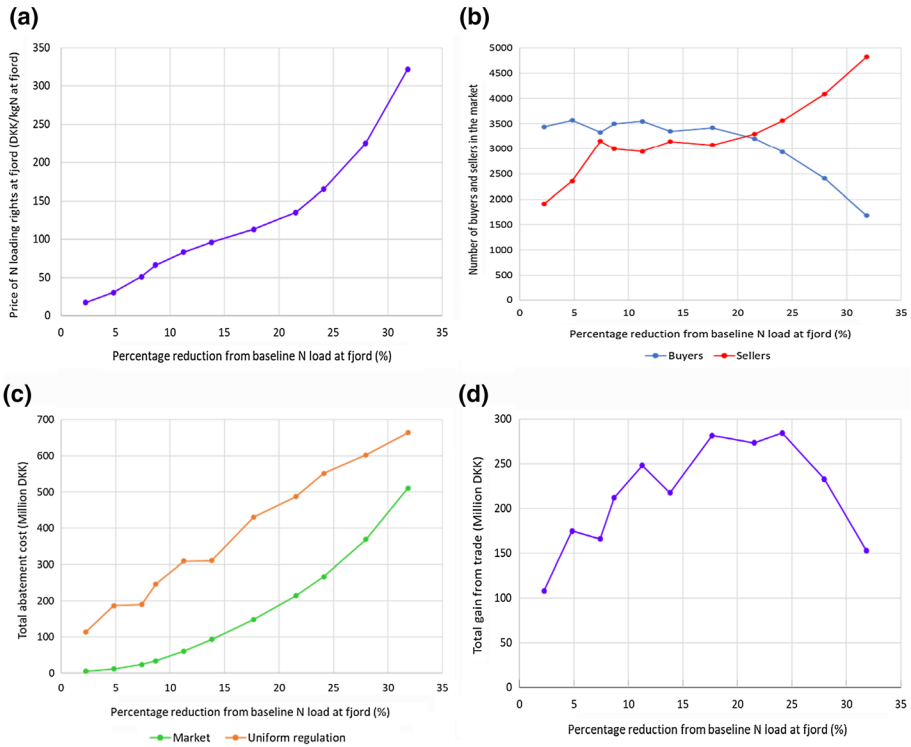 (a)
Price of N loading rights at fjord (DKK/kgN at fjord)
350
300
250
200
150
100
50
0
0 5 10 15 20 25 30 35
Percentage reduction from baseline N load at fjord (%)
(b)
Number of buyers and sellers in the market
5000
4500
4000
3500
3000
2500
2000
1500
1000
500
0
0 5 10 15 20 25 30 35
Percentage reduction from baseline N load at fjord (%)
Buyers Sellers
(c)
Total abatement cost (Million DKK)
700
600
500
400
300
200
100
0
0 5 10 15 20 25 30 35
Percentage reduction from baseline N load at fjord (%)
Market Uniform regulation
(d)
Total gain from trade (Million DKK)
300
250
200
150
100
50
0
0 5 10 15 20 25 30 35
Percentage reduction from baseline N load at fjord (%)